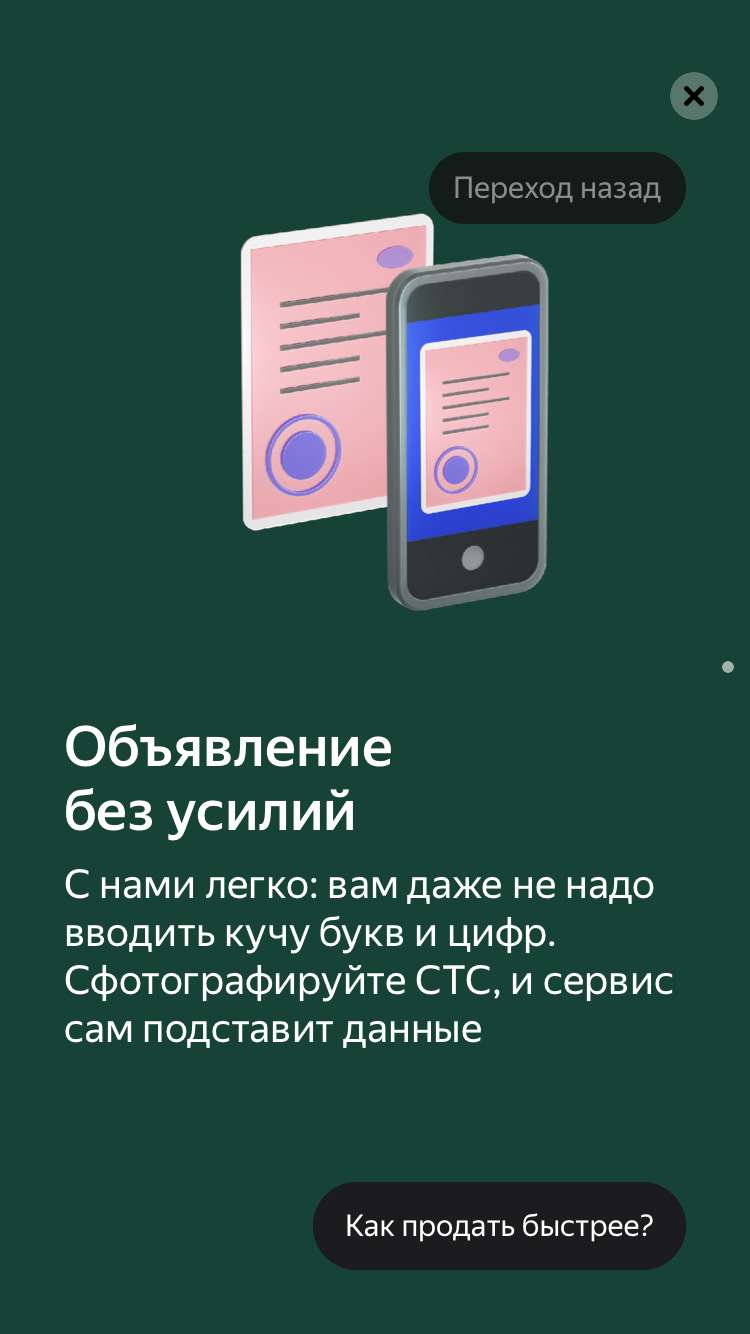 Переход назад
Объявление
без усилий
С нами легко: вам даже не надо
вводить кучу букв и цифр.
Сфотографируйте СТС, и сервис
сам подставит данные
Как продать быстрее?